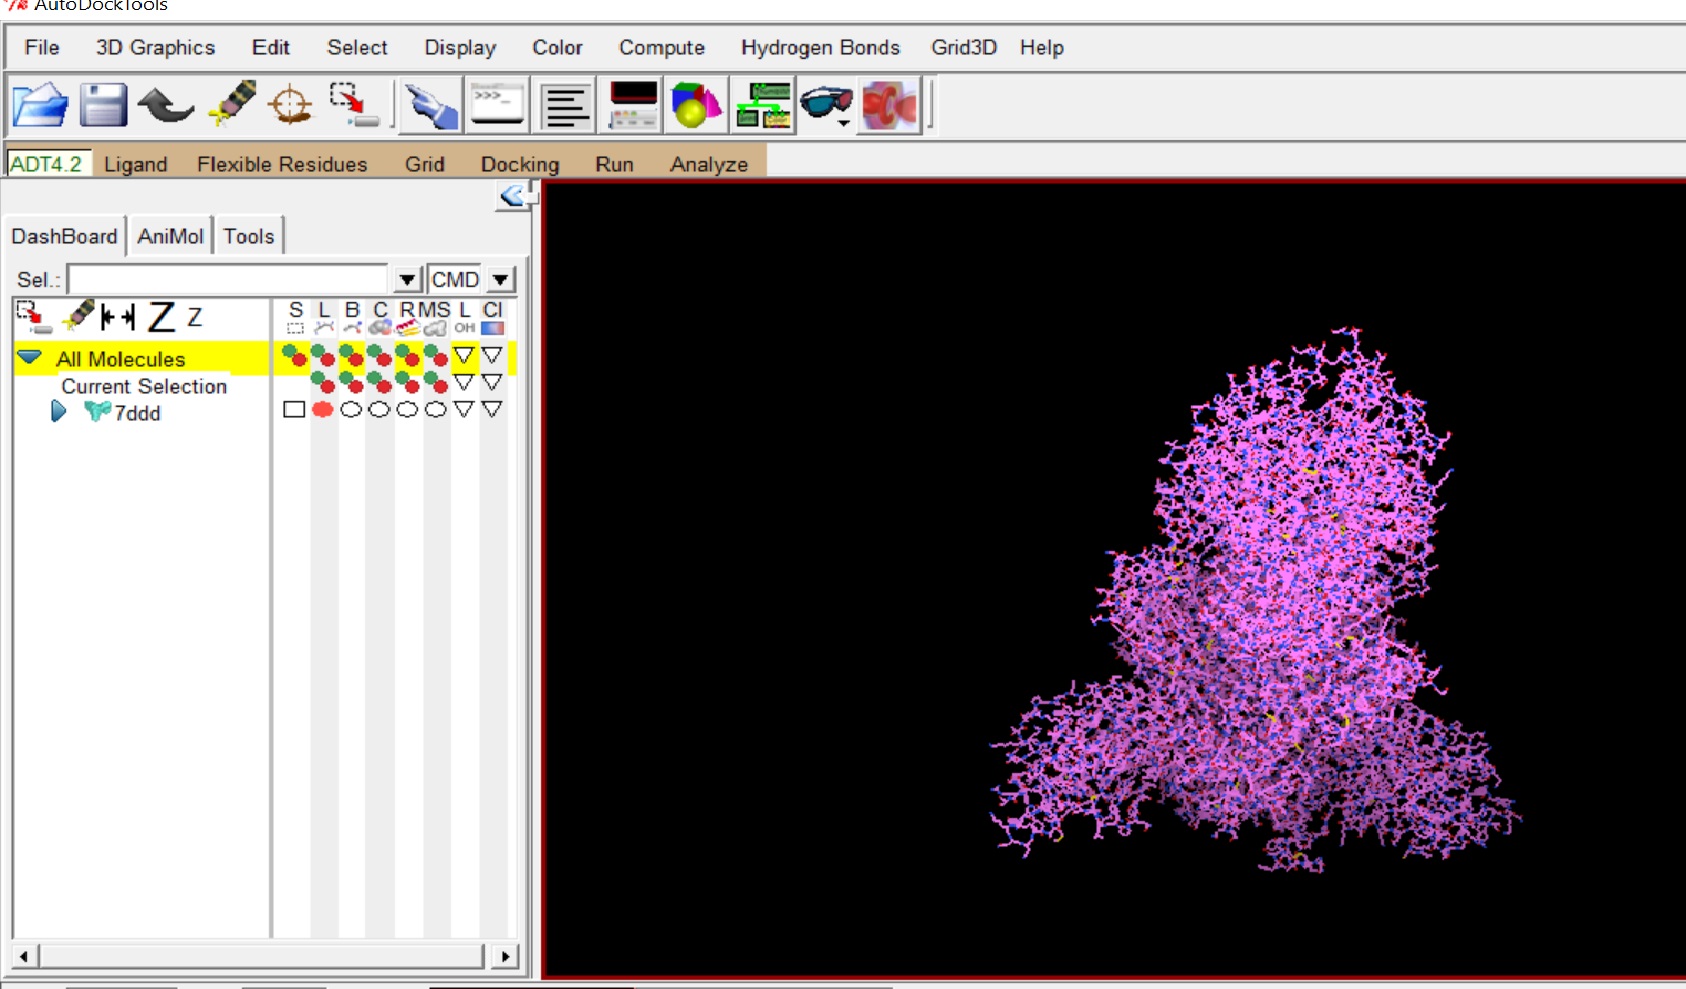 AutoDockTools
File 3D Graphics Edit Select Display Color Compute Hydrogen Bonds Grid3D Help
>>>_
ADT4.2 Ligand Flexible Residues Grid Docking Run Analyze
DashBoard AniMol Tools
Sel.: CMD
Z Z S L B C R MS L Cl
OH
All Molecules
Current Selection
7ddd